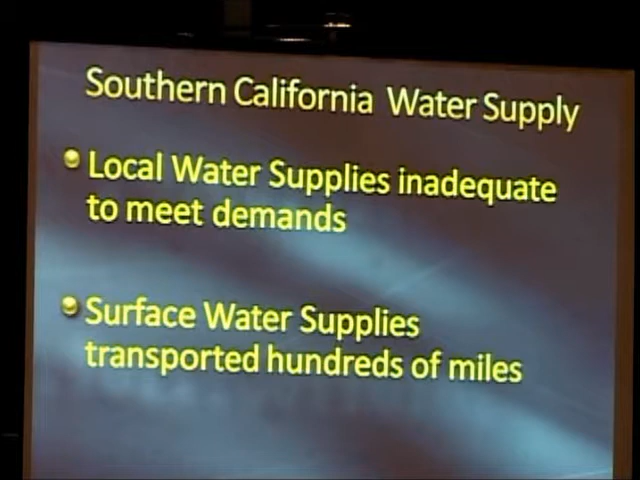 Southern California Water Supply
Local Water Supplies inadequate
to meet demands
Surface Water Supplies
transported hundreds of miles